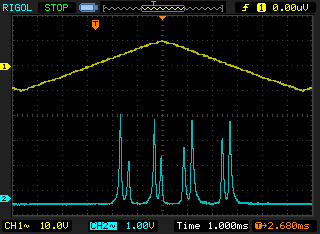 RIGOL STOP T f 1 0.00uV
T
1
2
CH1~ 10.0V CH2~ 1.00V Time 1.000ms T→2.680ms